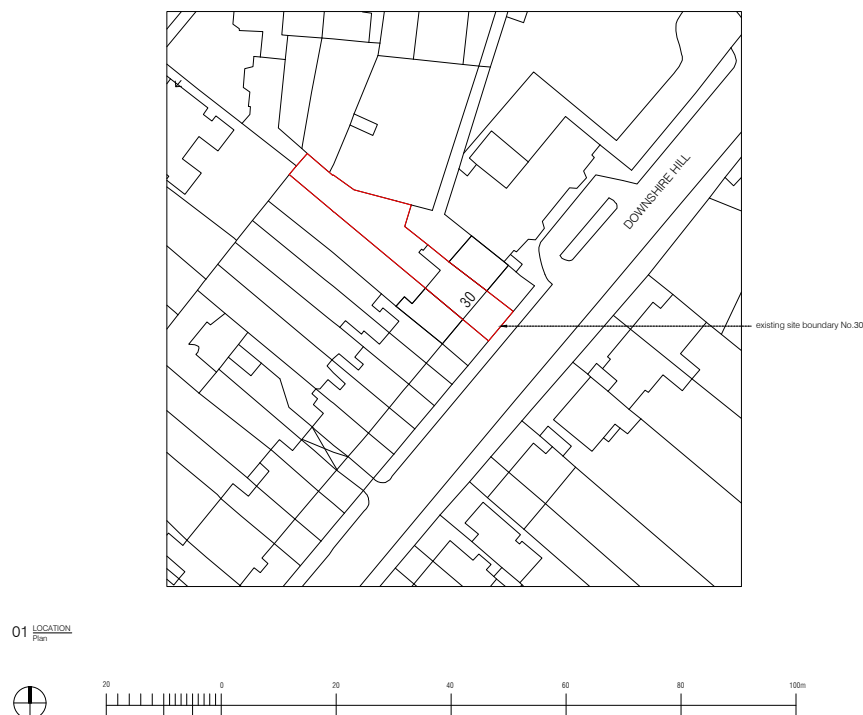 DOWNSHIRE HILL
30
existing site boundary No.30
01 LOCATION
Plan
20 0 20 40 60 80 100m